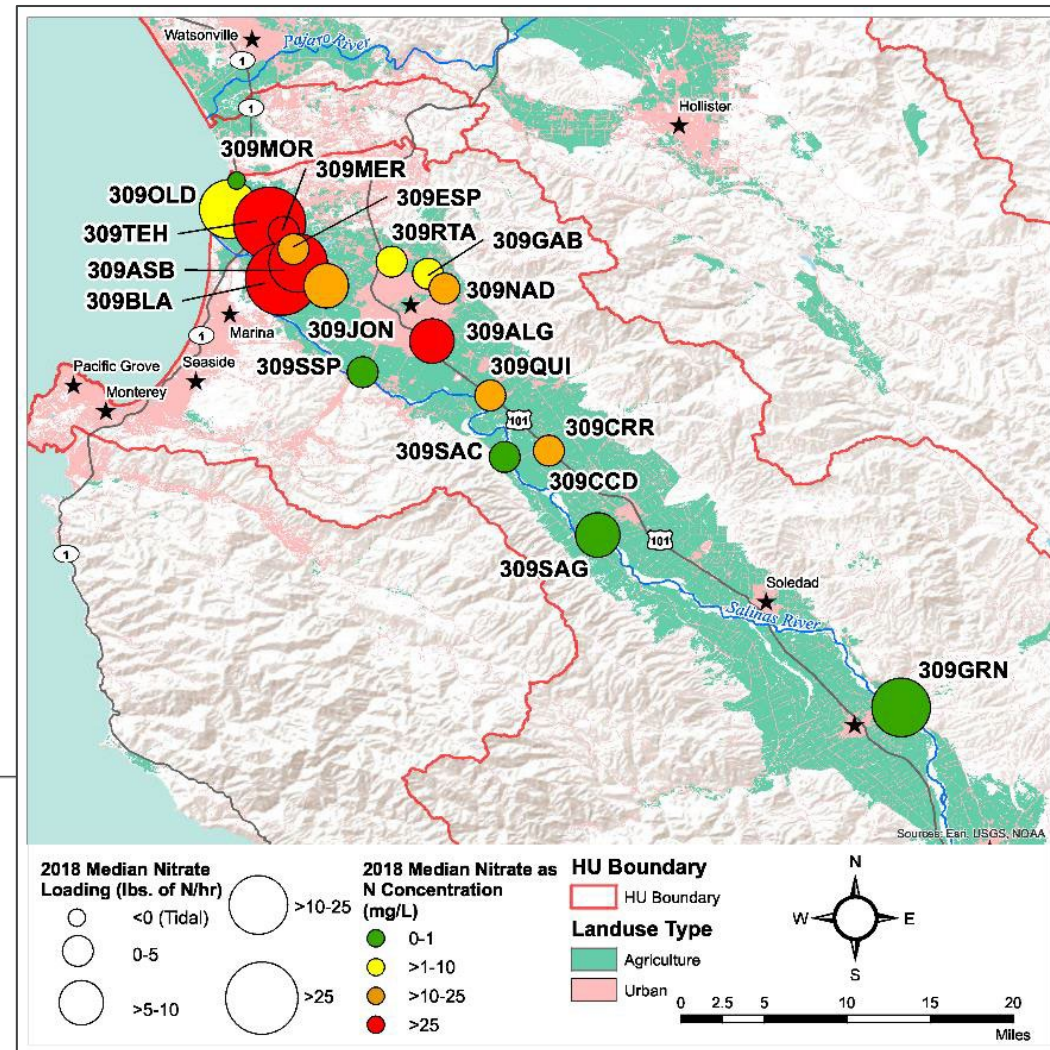 Watsonville
Pajaro River
1
1
Hollister
309MOR
309MER
309OLD
309ESP
309TEH
309RTA
309GAB
309ASB
309NAD
309BLA
Marina
309JON
309ALG
1
309SSP
309QUI
Pacific Grove
Seaside
Monterey
101
309CRR
309SAC
309CCD
1
101
309SAG
Soledad
Salinas River
309GRN
Sources: Esri, USGS, NOAA
2018 Median Nitrate
Loading (lbs. of N/hr)
<0 (Tidal)
0-5
>5-10
>10-25
>25
2018 Median Nitrate as
N Concentration
(mg/L)
0-1
>1-10
>10-25
>25
HU Boundary
HU Boundary
Landuse Type
Agriculture
Urban
N
W E
S
0 2.5 5 10 15 20
Miles